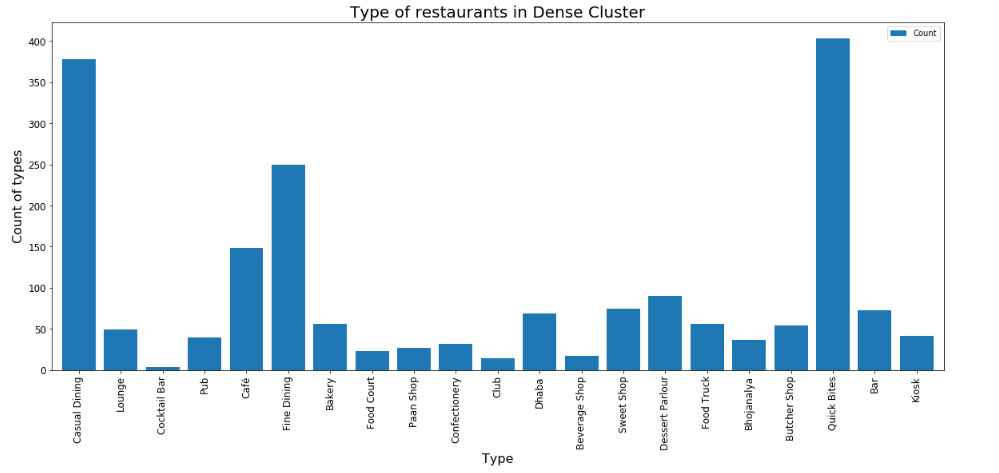 Type of restaurants in Dense Cluster
Count
400
350
300
250
200
150
100
50
0
Count of types
Casual Dining
Lounge
Cocktail Bar
Pub
Café
Fine Dining
Bakery
Food Court
Paan Shop
Confectionery
Club
Dhaba
Beverage Shop
Sweet Shop
Dessert Parlour
Food Truck
Bhojanalya
Butcher Shop
Quick Bites
Bar
Kiosk
Type